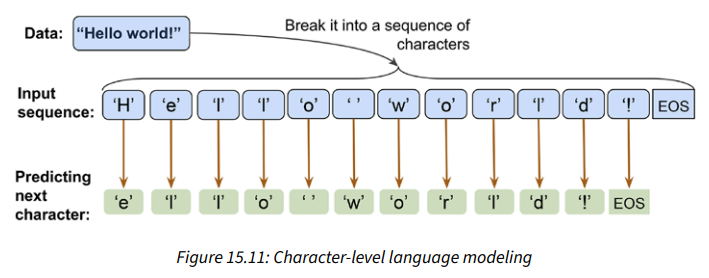 Data: "Hello world!" Break it into a sequence of
characters
Input
sequence: 'H' 'e' 'l' 'l' 'o' ' ' 'w' 'o' 'r' 'l' 'd' '!' EOS
Predicting
next
character: 'e' 'l' 'l' 'o' ' ' 'w' 'o' 'r' 'l' 'd' '!' EOS
Figure 15.11: Character-level language modeling